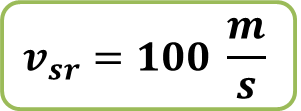 v_sr = 100 m/s